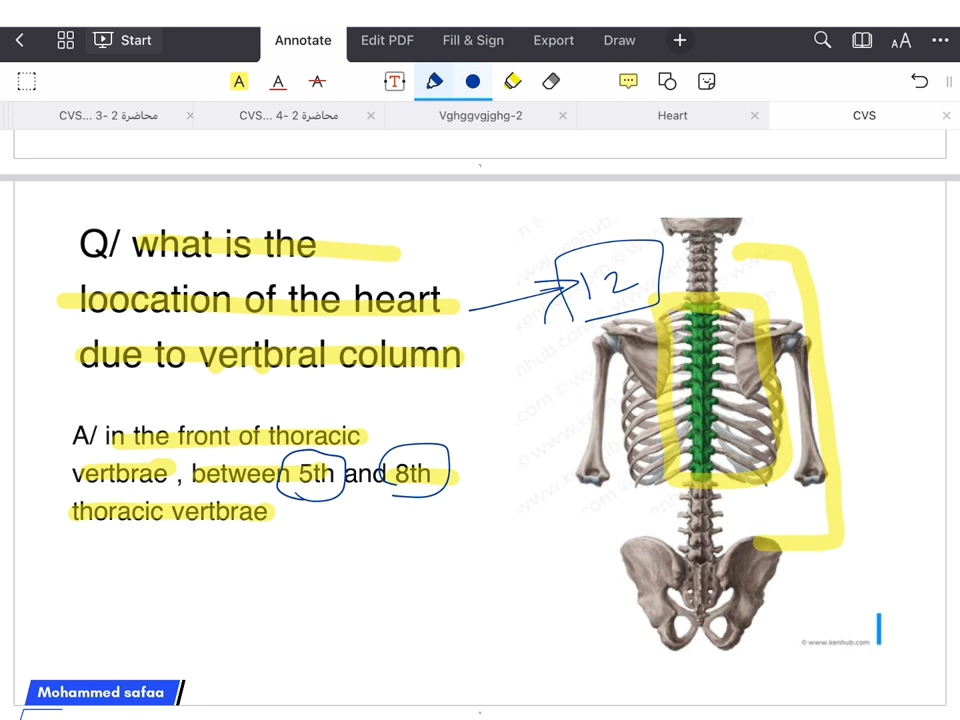 Start
Annotate
Edit PDF
Fill & Sign
Export
Draw
+
AA
A A A T
CVS... 3- 2 محاضرة
CVS... 4- 2 محاضرة
Vghggvgjghg-2
Heart
CVS
Q/ what is the
loocation of the heart
due to vertbral column
12
A/ in the front of thoracic
vertbrae , between 5th and 8th
thoracic vertbrae
© www.kenhub.com
Mohammed safaa